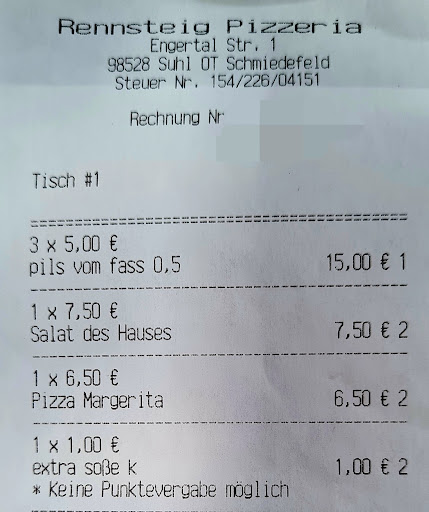 Rennsteig Pizzeria
Engertal Str. 1
98528 Suhl OT Schmiedefeld
Steuer Nr. 154/226/04151
Rechnung Nr
Tisch #1
3 x 5,00 €
pils vom fass 0,5 15,00 € 1
1 x 7,50 €
Salat des Hauses 7,50 € 2
1 x 6,50 €
Pizza Margerita 6,50 € 2
1 x 1,00 €
extra soße k 1,00 € 2
* Keine Punktevergabe möglich